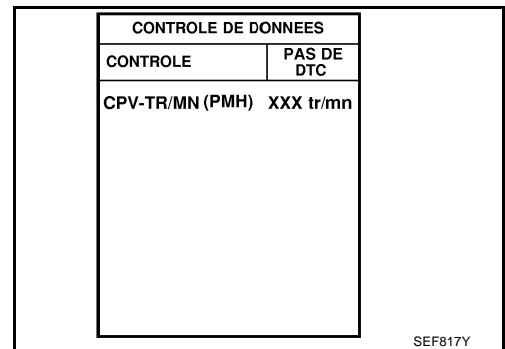 CONTROLE DE DONNEES
CONTROLE
PAS DE
DTC
CPV-TR/MN (PMH) XXX tr/mn
SEF817Y